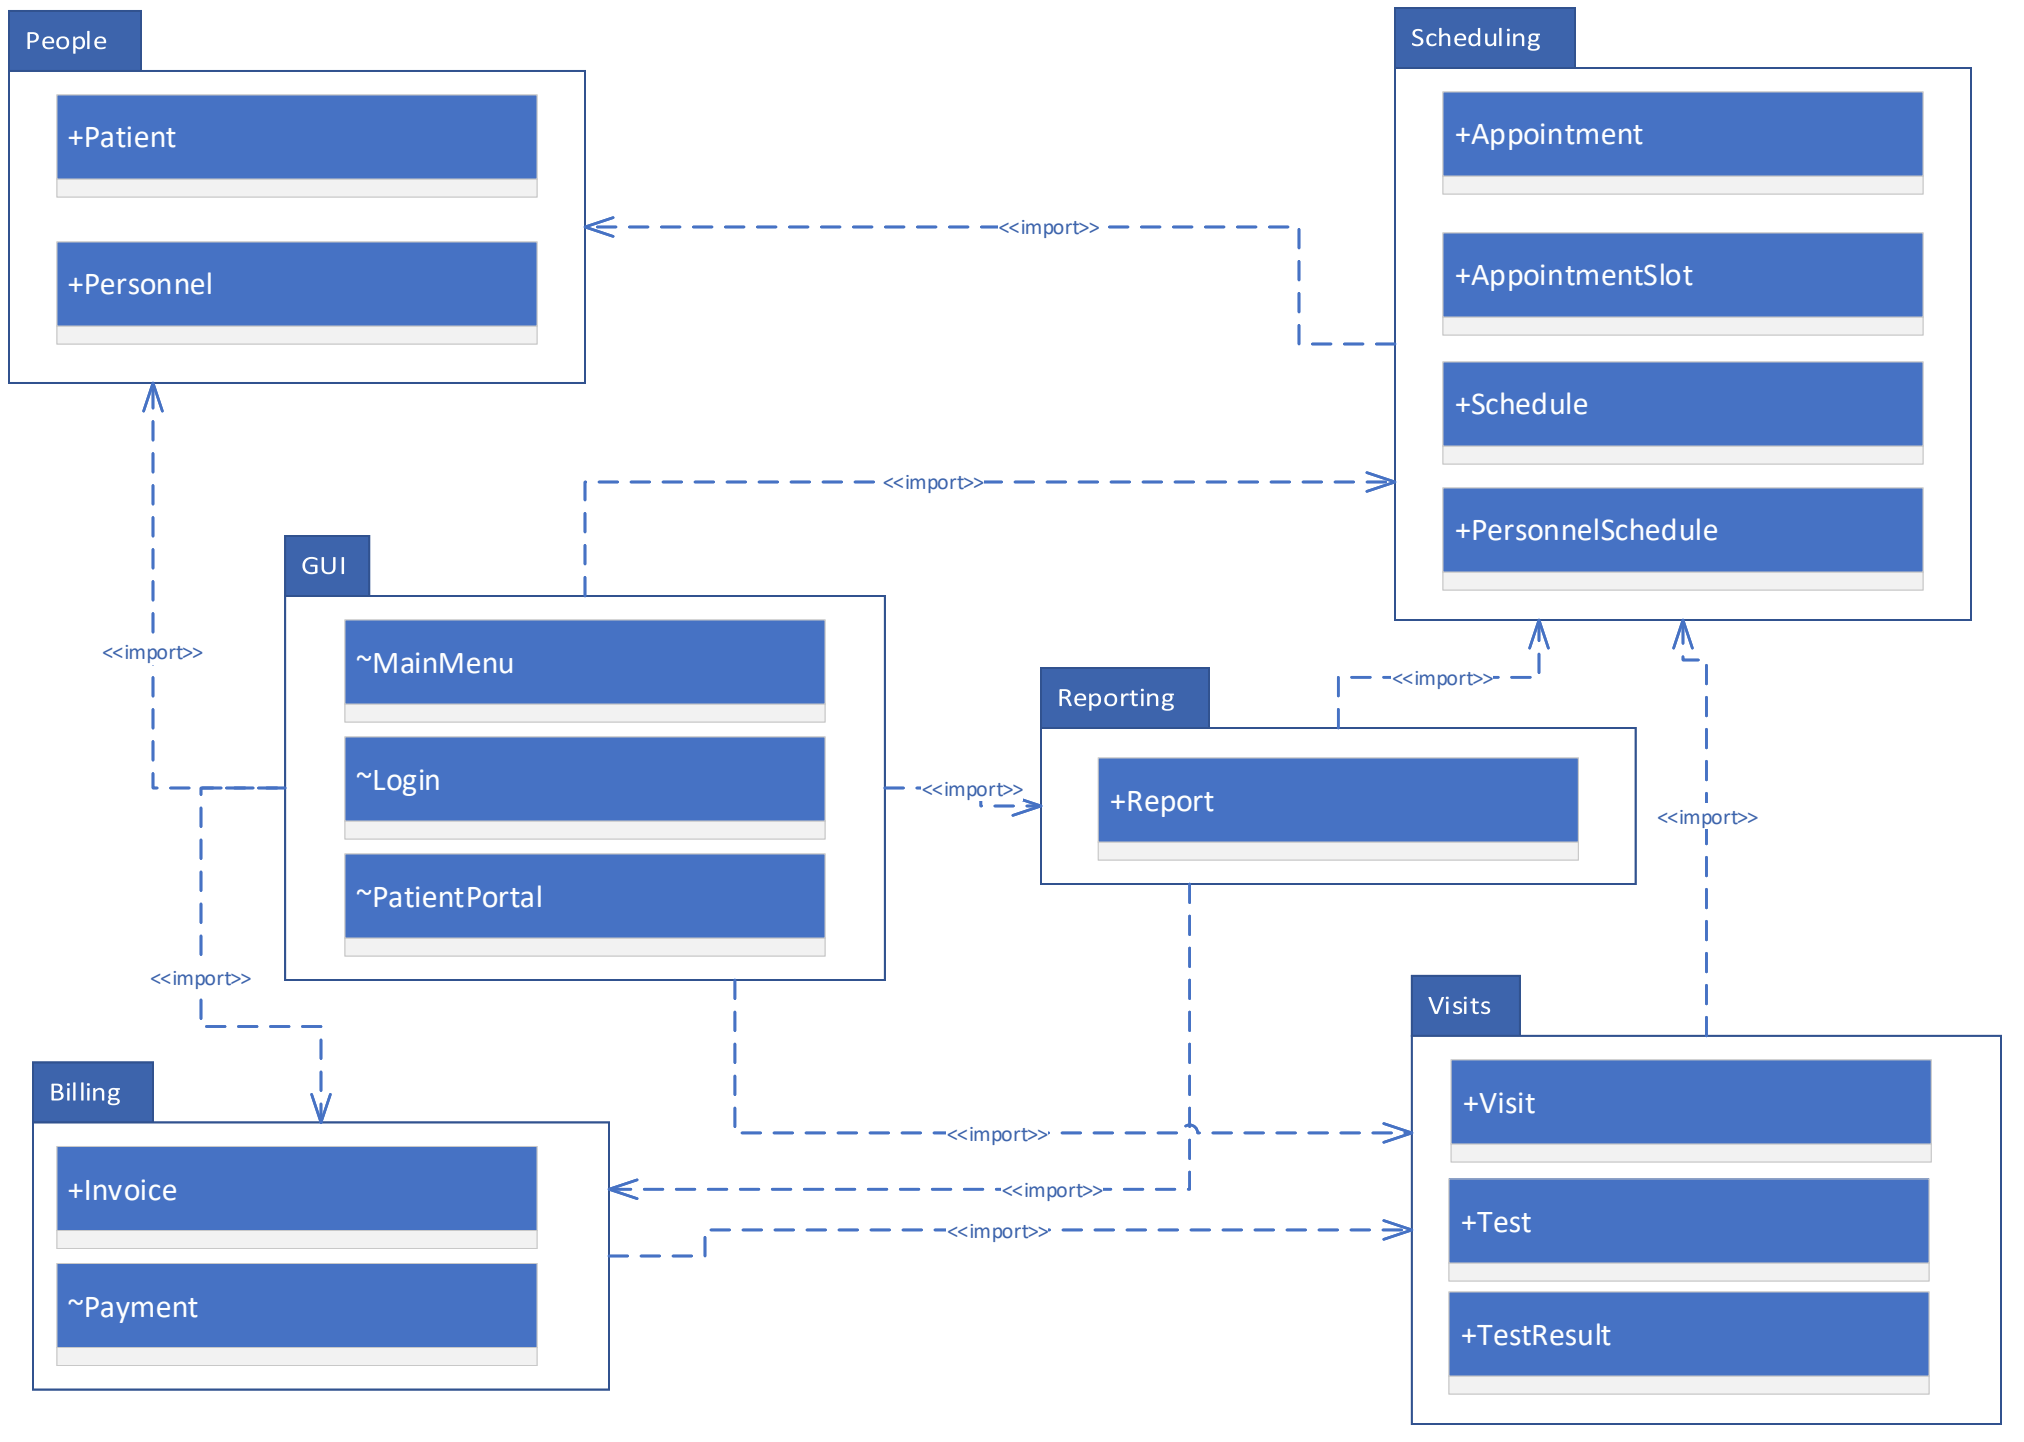 People
+Patient
+Personnel
Scheduling
+Appointment
+AppointmentSlot
+Schedule
+PersonnelSchedule
<<import>>
<<import>>
GUI
~MainMenu
~Login
~PatientPortal
<<import>>
<<import>>
Reporting
+Report
<<import>>
<<import>>
<<import>>
Billing
+Invoice
~Payment
<<import>>
<<import>>
<<import>>
Visits
+Visit
+Test
+TestResult
<<import>>